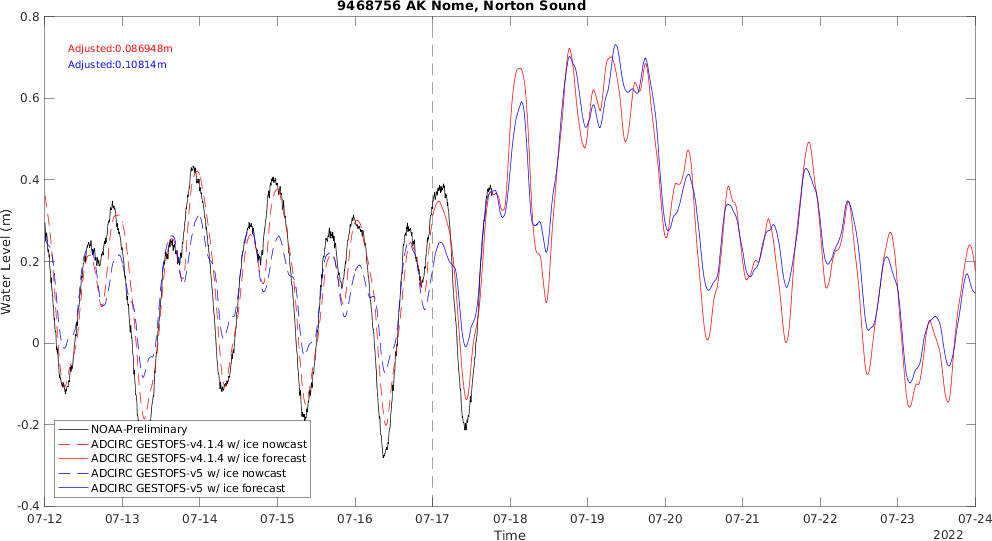 9468756 AK Nome, Norton Sound
Adjusted:0.086948m
Adjusted:0.10814m
Water Level (m)
0.8
0.6
0.4
0.2
0
-0.2
-0.4
NOAA-Preliminary
ADCIRC GESTOFS-v4.1.4 w/ ice nowcast
ADCIRC GESTOFS-v4.1.4 w/ ice forecast
ADCIRC GESTOFS-v5 w/ ice nowcast
ADCIRC GESTOFS-v5 w/ ice forecast
07-12 07-13 07-14 07-15 07-16 07-17 07-18 07-19 07-20 07-21 07-22 07-23 07-24
Time
2022